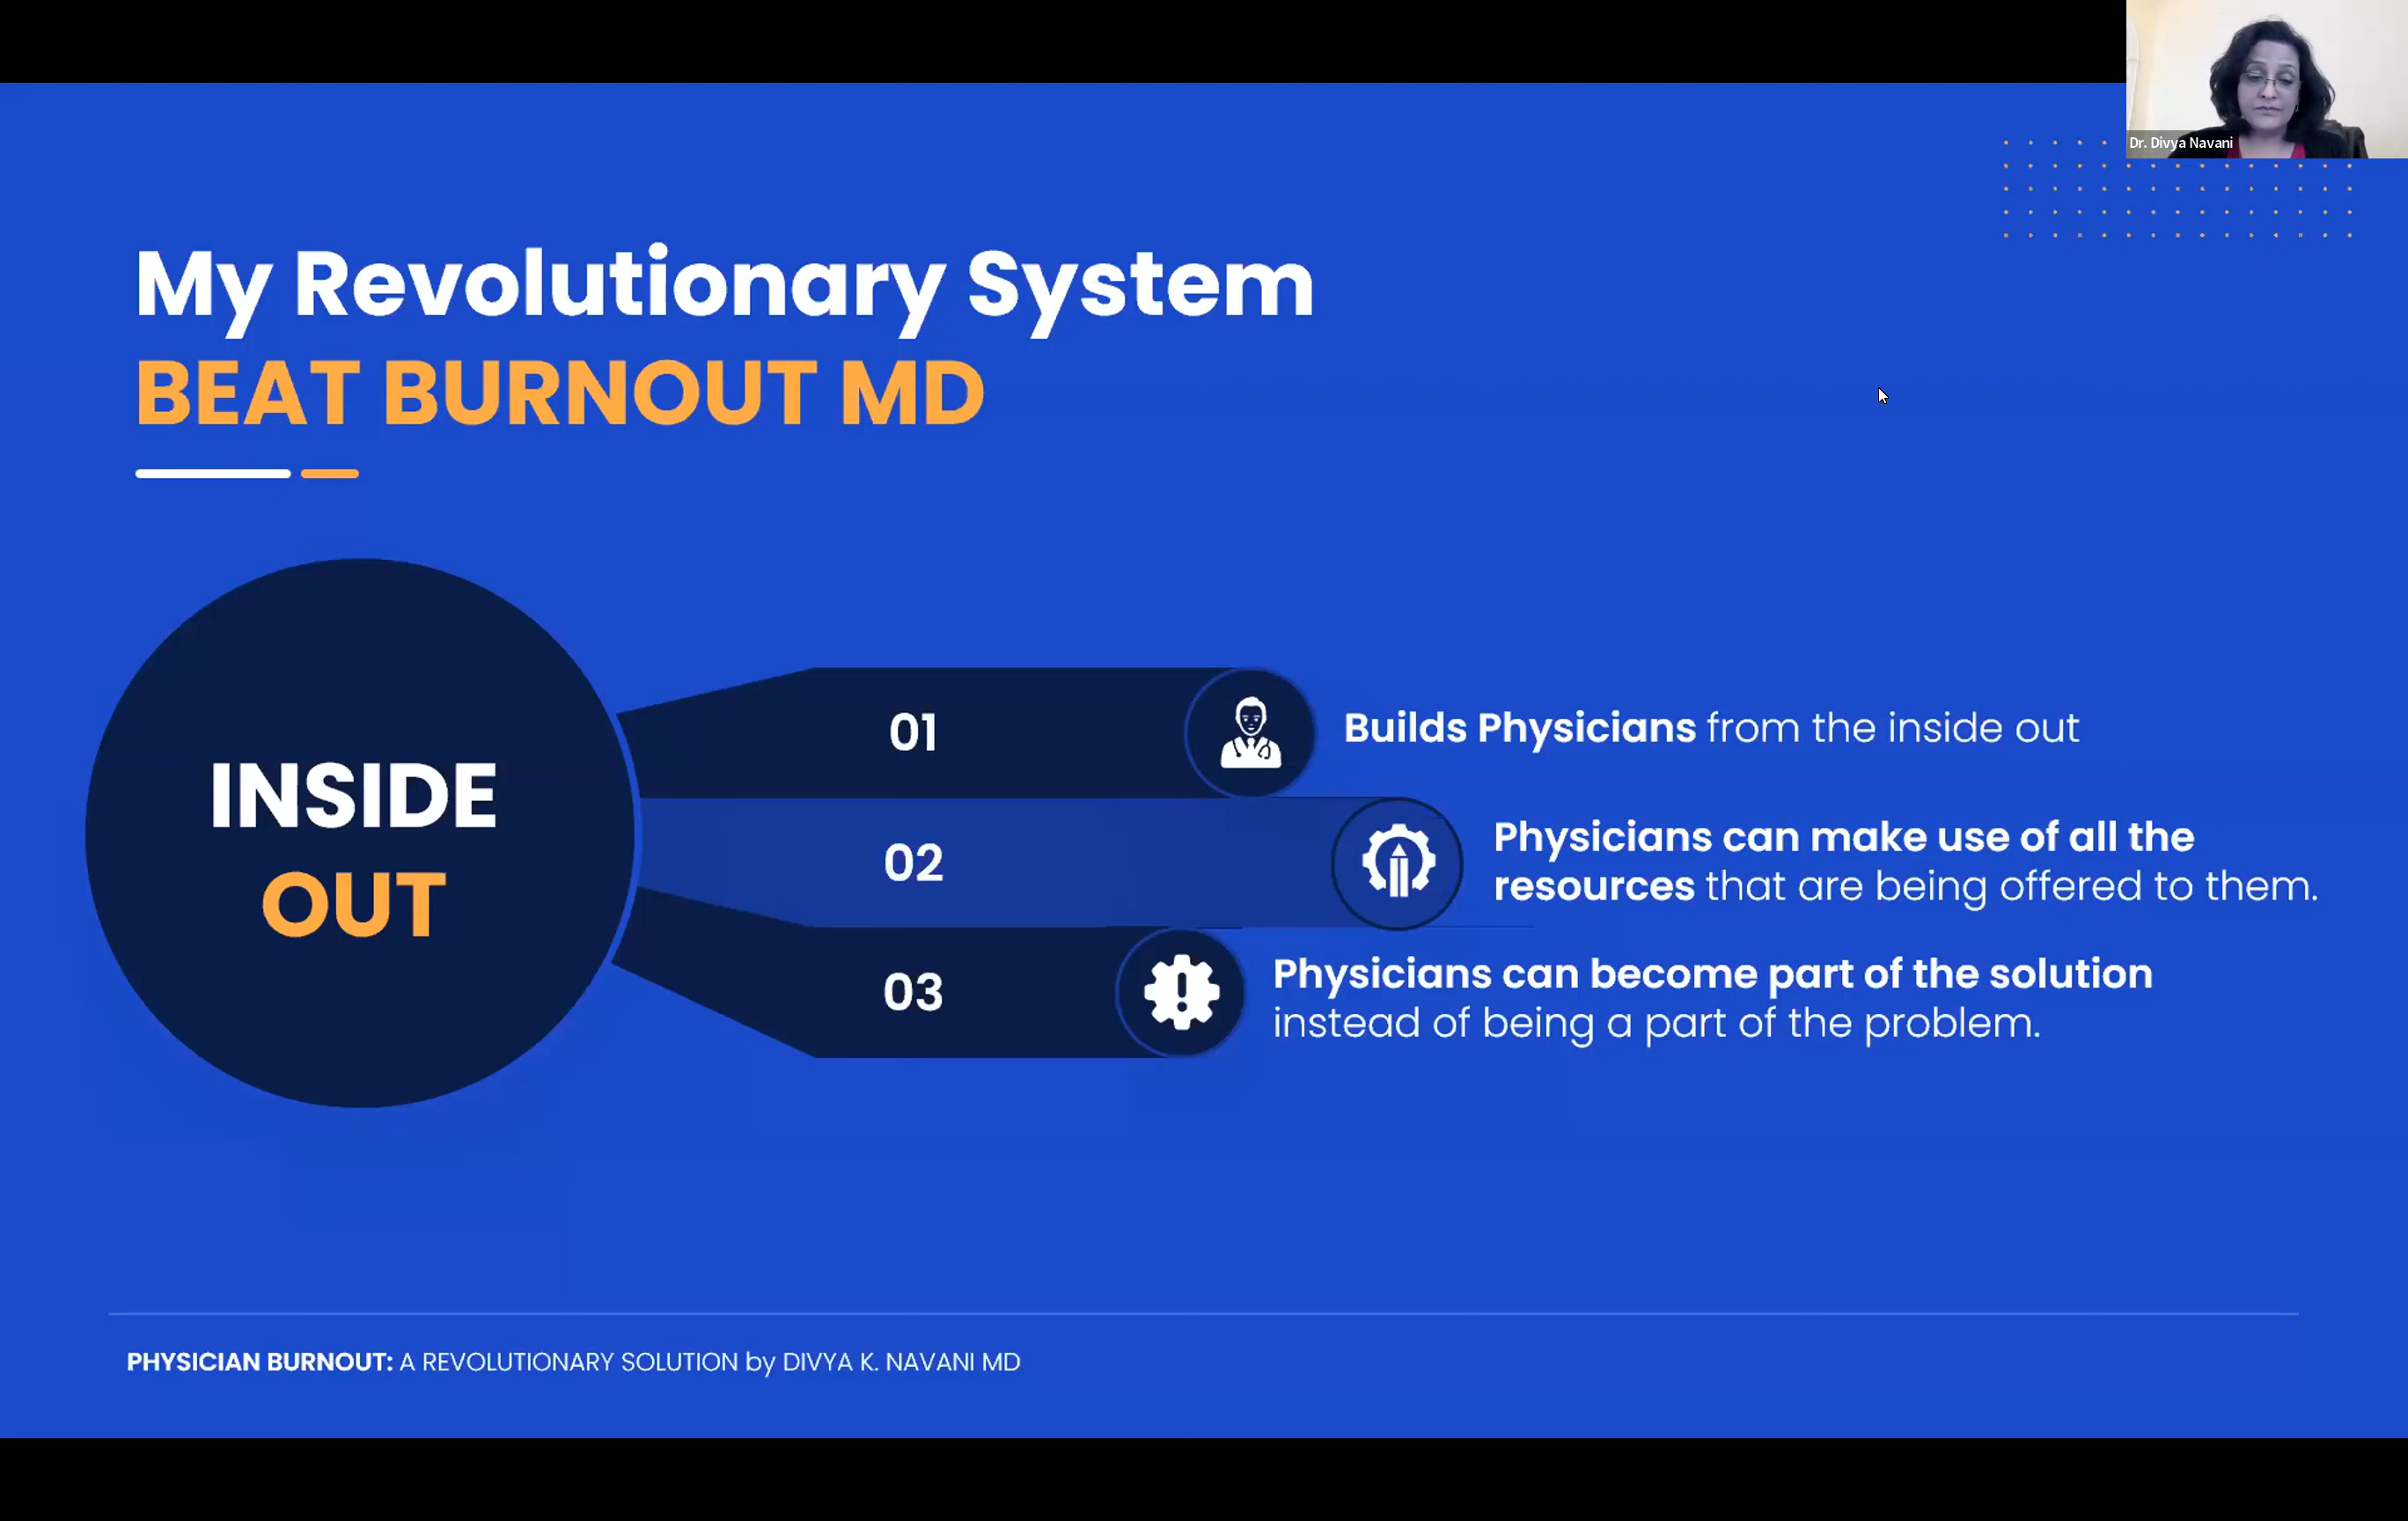 Dr. Divya Navani
My Revolutionary System
BEAT BURNOUT MD
INSIDE
OUT
01
Builds Physicians from the inside out
02
Physicians can make use of all the
resources that are being offered to them.
03
Physicians can become part of the solution
instead of being a part of the problem.
PHYSICIAN BURNOUT: A REVOLUTIONARY SOLUTION by DIVYA K. NAVANI MD